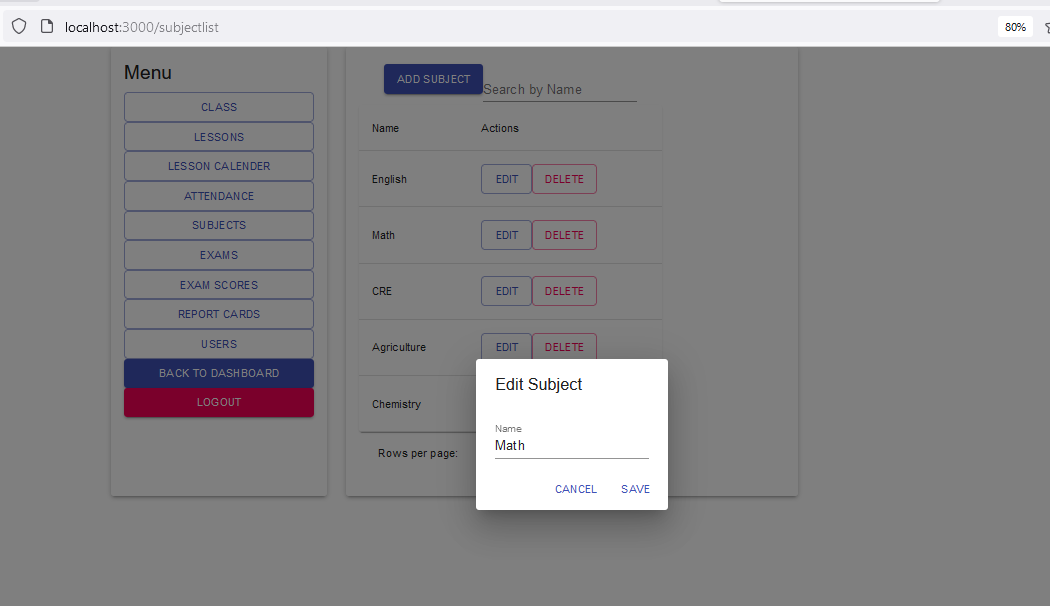 localhost:3000/subjectlist
80%
Menu
CLASS
LESSONS
LESSON CALENDER
ATTENDANCE
SUBJECTS
EXAMS
EXAM SCORES
REPORT CARDS
USERS
BACK TO DASHBOARD
LOGOUT
ADD SUBJECT
Search by Name
Name Actions
English EDIT DELETE
Math EDIT DELETE
CRE EDIT DELETE
Agriculture EDIT DELETE
Chemistry
Rows per page:
Edit Subject
Name
Math
CANCEL SAVE